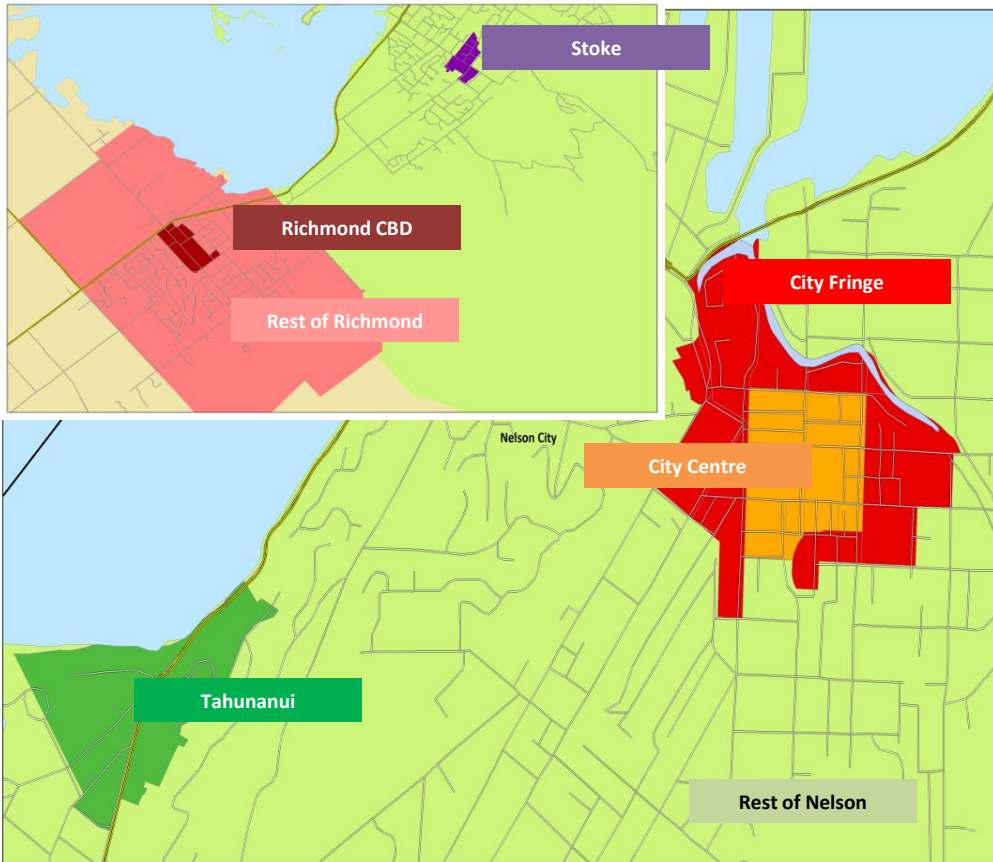 Stoke
Richmond CBD
Rest of Richmond
City Fringe
Nelson City
City Centre
Tahunanui
Rest of Nelson